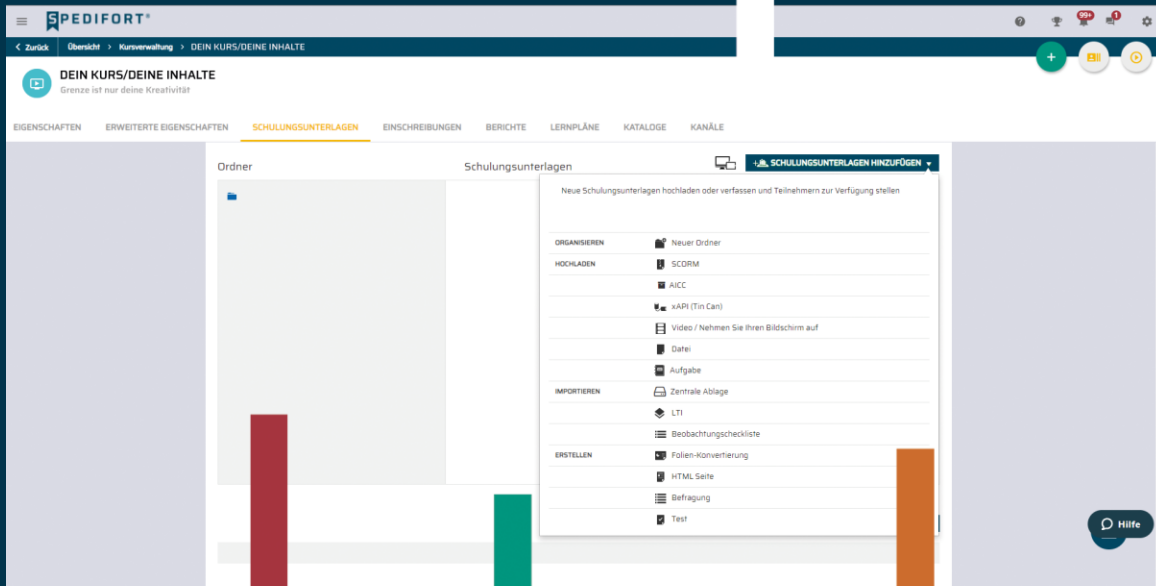 SPEDIFORT®
99+
1
Zurück Übersicht > Kursverwaltung > DEIN KURS/DEINE INHALTE
DEIN KURS/DEINE INHALTE
Grenze ist nur deine Kreativität
EIGENSCHAFTEN ERWEITERTE EIGENSCHAFTEN SCHULUNGSUNTERLAGEN EINSCHREIBUNGEN BERICHTE LERNPLÄNE KATALOGE KANÄLE
Ordner
Schulungsunterlagen
SCHULUNGSUNTERLAGEN HINZUFÜGEN
Neue Schulungsunterlagen hochladen oder verfassen und Teilnehmern zur Verfügung stellen
ORGANISIEREN Neuer Ordner
HOCHLADEN SCORM
AICC
xAPI (Tin Can)
Video / Nehmen Sie Ihren Bildschirm auf
Datei
Aufgabe
IMPORTIEREN Zentrale Ablage
LTI
Beobachtungscheckliste
ERSTELLEN Folien-Konvertierung
HTML Seite
Befragung
Test
Hilfe